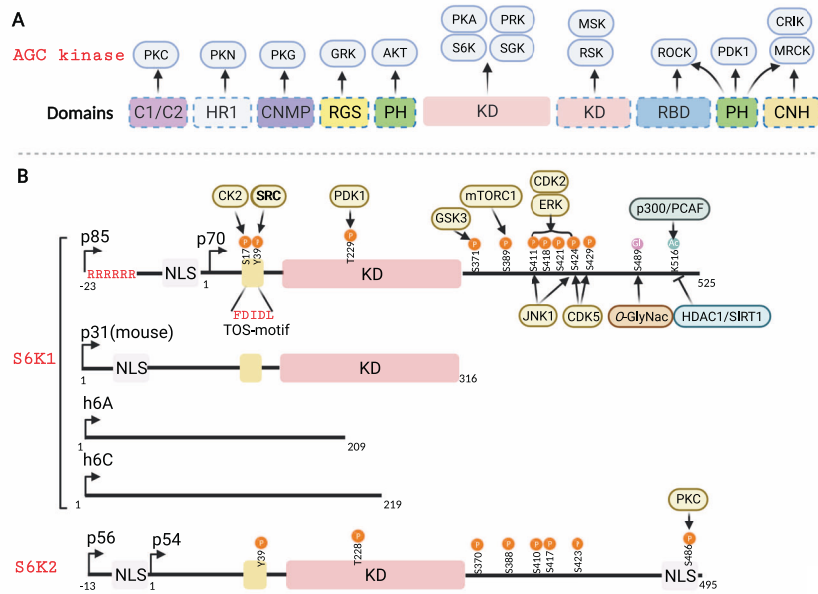 A
AGC kinase
PKC
PKN
PKG
GRK
AKT
PKA
PRK
S6K
SGK
MSK
RSK
ROCK
PDK1
CRIK
MRCK
Domains
C1/C2
HR1
CNMP
RGS
PH
KD
KD
RBD
PH
CNH
B
S6K1
p85
-23
RRRRRR
NLS
p70
1
CK2
SRC
P
P
S17
Y39
FDIDL
TOS-motif
PDK1
P
T229
KD
GSK3
mTORC1
CDK2
ERK
p300/PCAF
P
P
P
P
P
P
P
Gl
Ac
S371
S389
S411
S418
S421
S424
S429
S489
K516
525
JNK1
CDK5
O-GlyNac
HDAC1/SIRT1
p31(mouse)
1
NLS
KD
316
h6A
1
209
h6C
1
219
S6K2
p56
-13
NLS
p54
1
P
Y39
P
T228
KD
P
P
P
P
P
S370
S388
S410
S417
S423
PKC
P
S486
NLS
495